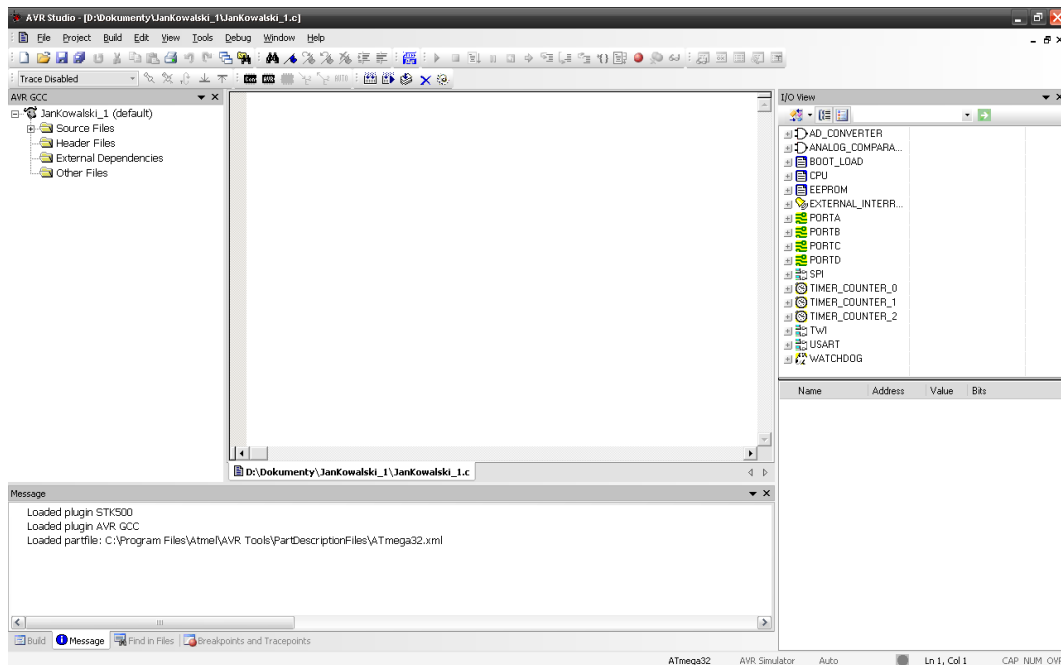 AVR Studio - [D:\Dokumenty\JanKowalski_1\JanKowalski_1.c]
File Project Build Edit View Tools Debug Window Help
Trace Disabled
AVR GCC
JanKowalski_1 (default)
Source Files
Header Files
External Dependencies
Other Files
D:\Dokumenty\JanKowalski_1\JanKowalski_1.c
I/O View
AD_CONVERTER
ANALOG_COMPARA...
BOOT_LOAD
CPU
EEPROM
EXTERNAL_INTERR...
PORTA
PORTB
PORTC
PORTD
SPI
TIMER_COUNTER_0
TIMER_COUNTER_1
TIMER_COUNTER_2
TWI
USART
WATCHDOG
Name Address Value Bits
Message
Loaded plugin STK500
Loaded plugin AVR GCC
Loaded partfile: C:\Program Files\Atmel\AVR Tools\PartDescriptionFiles\ATmega32.xml
Build Message Find in Files Breakpoints and Tracepoints
ATmega32 AVR Simulator Auto Ln 1, Col 1 CAP NUM OVR